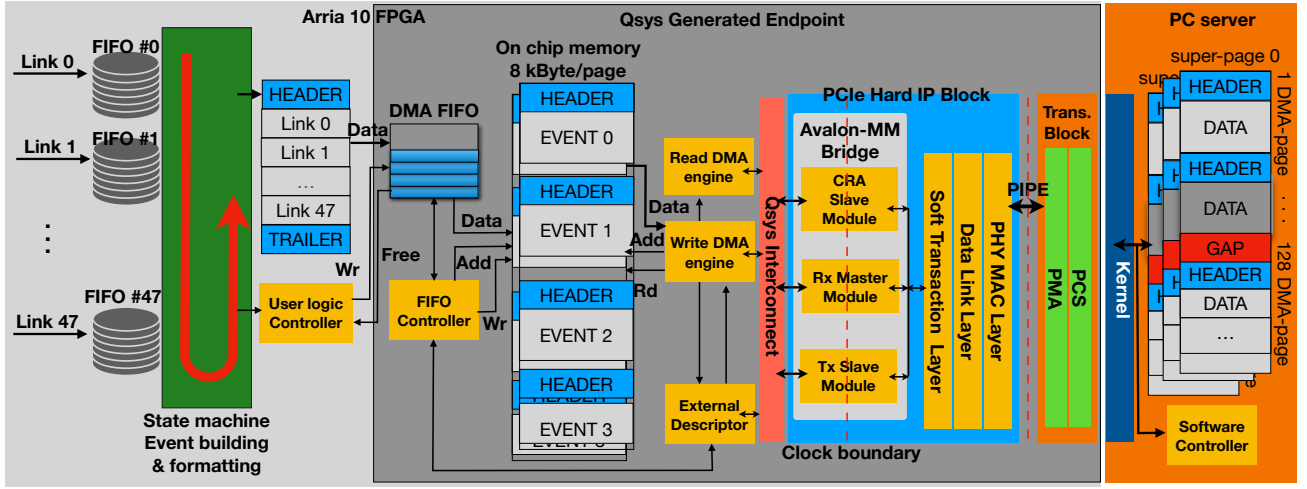 Arria 10 FPGA
Qsys Generated Endpoint
PC server
FIFO #0
Link 0
FIFO #1
Link 1
FIFO #47
Link 47
State machine
Event building
& formatting
HEADER
Link 0
Link 1
...
Link 47
TRAILER
Wr
User logic
Controller
Data
DMA FIFO
Data
Free
Add
FIFO
Controller
Wr
On chip memory
8 kByte/page
HEADER
EVENT 0
HEADER
EVENT 1
HEADER
EVENT 2
HEADER
HEADER
EVENT 3
EVENT 3
Data
Add
Rd
Read DMA
engine
Write DMA
engine
External
Descriptor
Qsys Interconnect
PCIe Hard IP Block
Avalon-MM
Bridge
CRA
Slave
Module
Rx Master
Module
Tx Slave
Module
Soft Transaction Layer
Data Link Layer
PHY MAC Layer
Clock boundary
PIPE
Trans.
Block
PMA
PCS
Kernel
super-page 0
HEADER
DATA
HEADER
DATA
GAP
HEADER
DATA
...
1 DMA-page
. . .
128 DMA-page
Software
Controller